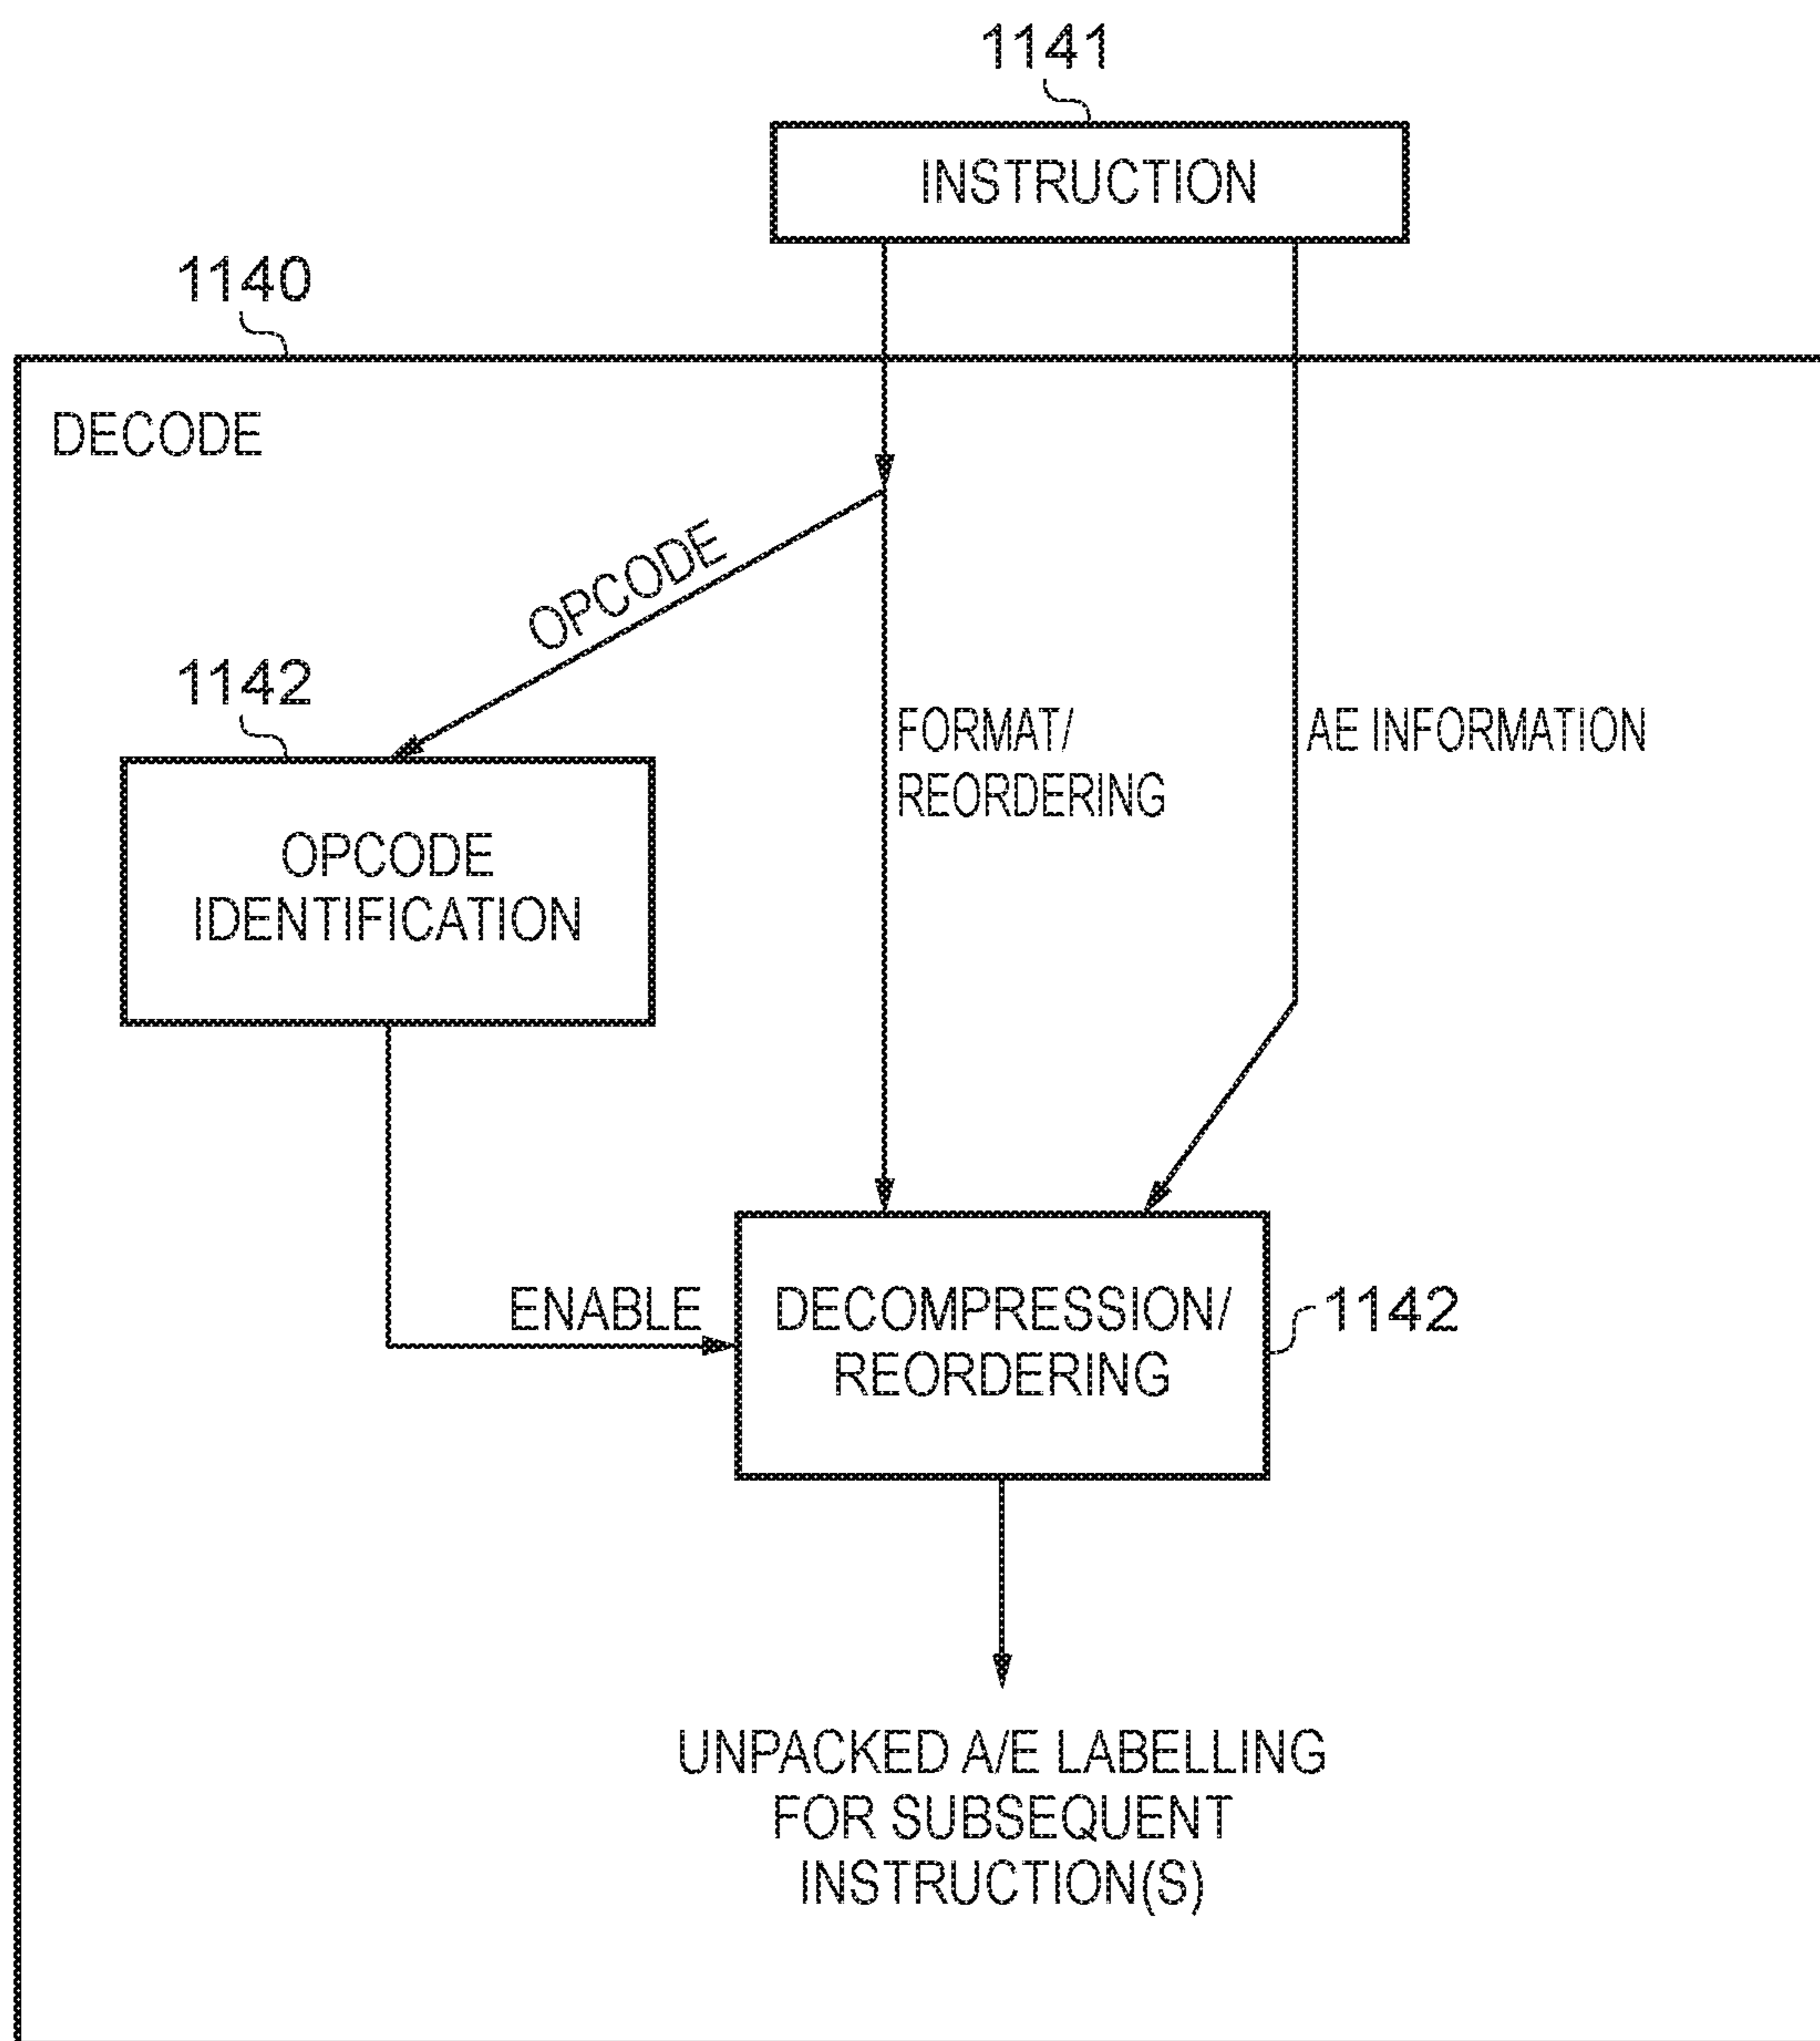 1141
INSTRUCTION
1140
DECODE
OPCODE
1142
FORMAT/
REORDERING
AE INFORMATION
OPCODE
IDENTIFICATION
ENABLE
DECOMPRESSION/
REORDERING
1142
UNPACKED A/E LABELLING
FOR SUBSEQUENT
INSTRUCTION(S)